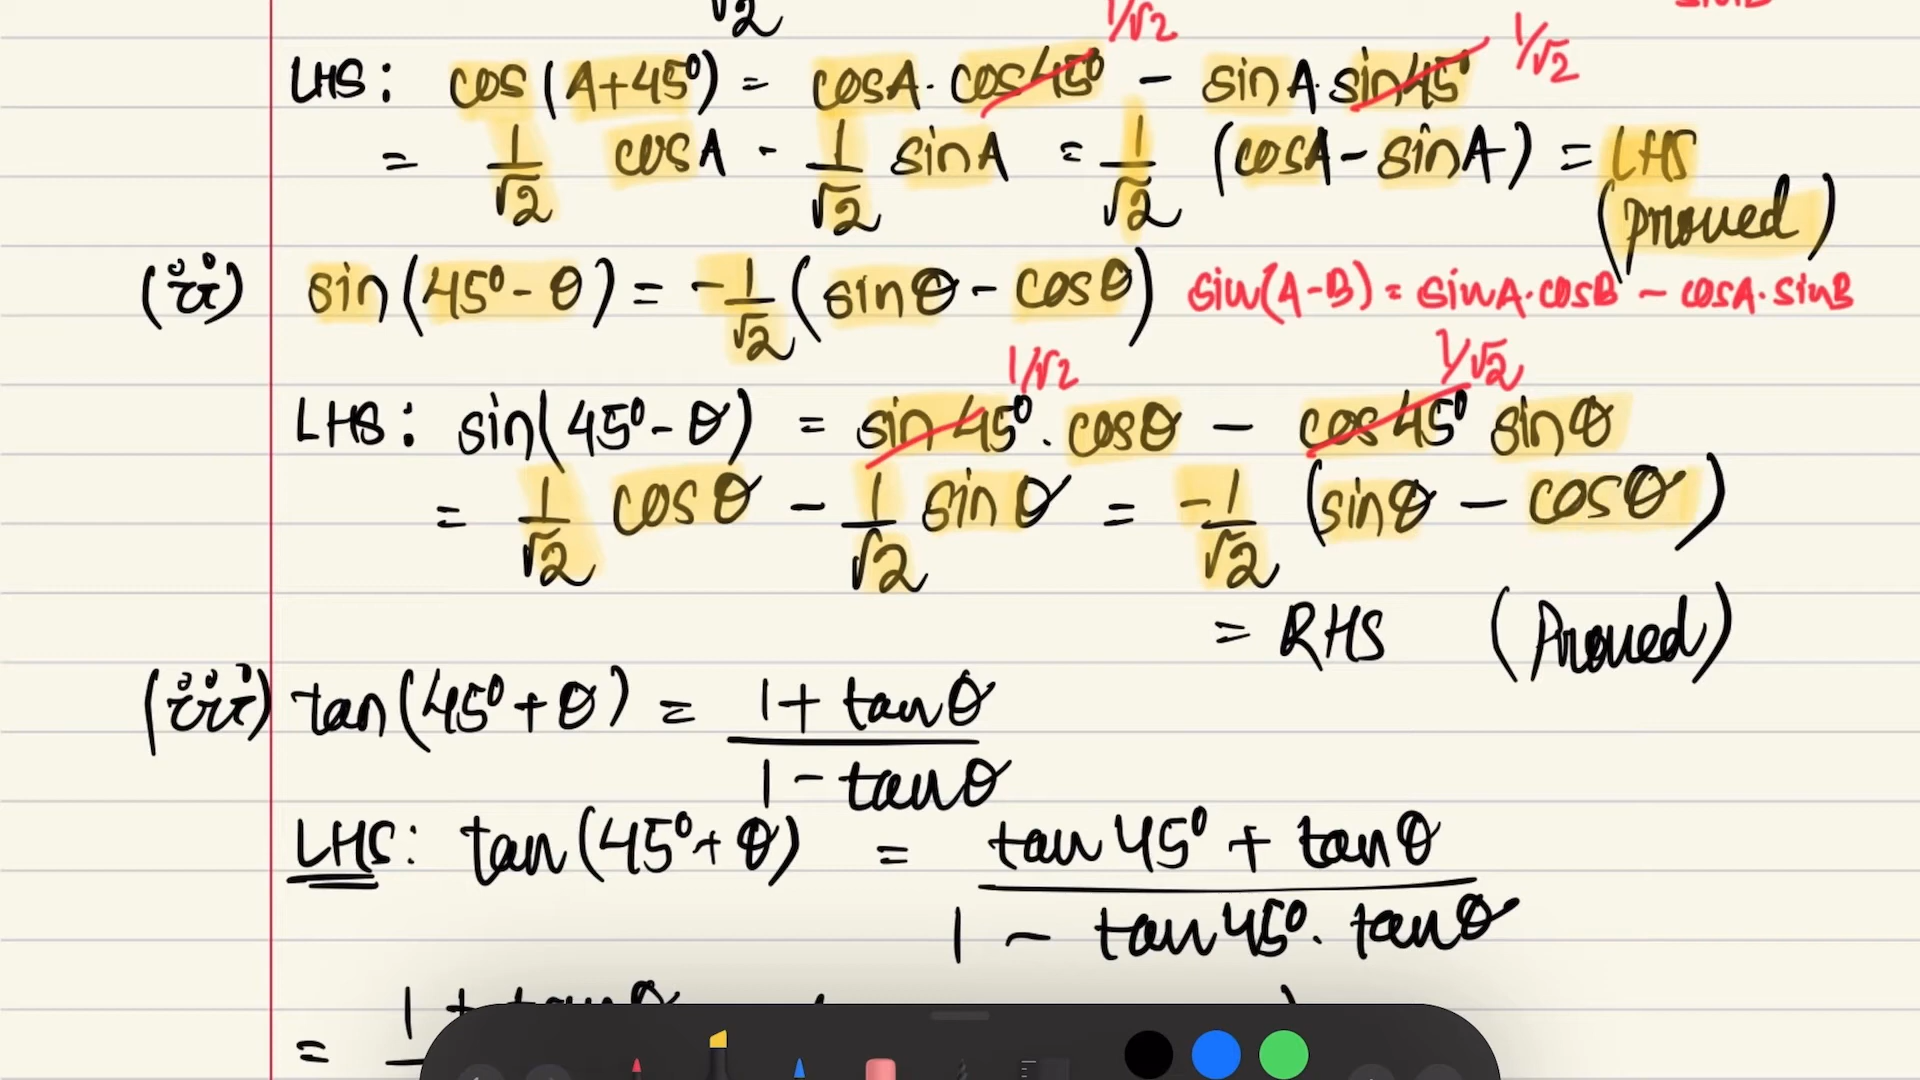 √2
1/√2
1/√2
LHS: cos(A+45°) = cosA·cos45° − sinA·sin45°
= 1/√2 cosA - 1/√2 sinA = 1/√2 (cosA − sinA) = LHS
(Proved)
(ii) sin(45°−θ) = −1/√2 (sinθ − cosθ) sin(A−B) = sinA·cosB − cosA·sinB
1/√2 1/√2
LHS: sin(45°−θ) = sin45°·cosθ − cos45° sinθ
= 1/√2 cosθ − 1/√2 sinθ = −1/√2 (sinθ − cosθ)
= RHS (Proved)
(iii) tan(45°+θ) = 1 + tanθ / 1 − tanθ
LHS: tan(45°+θ) = tan45° + tanθ / 1 − tan45°·tanθ
= 1 + tanθ